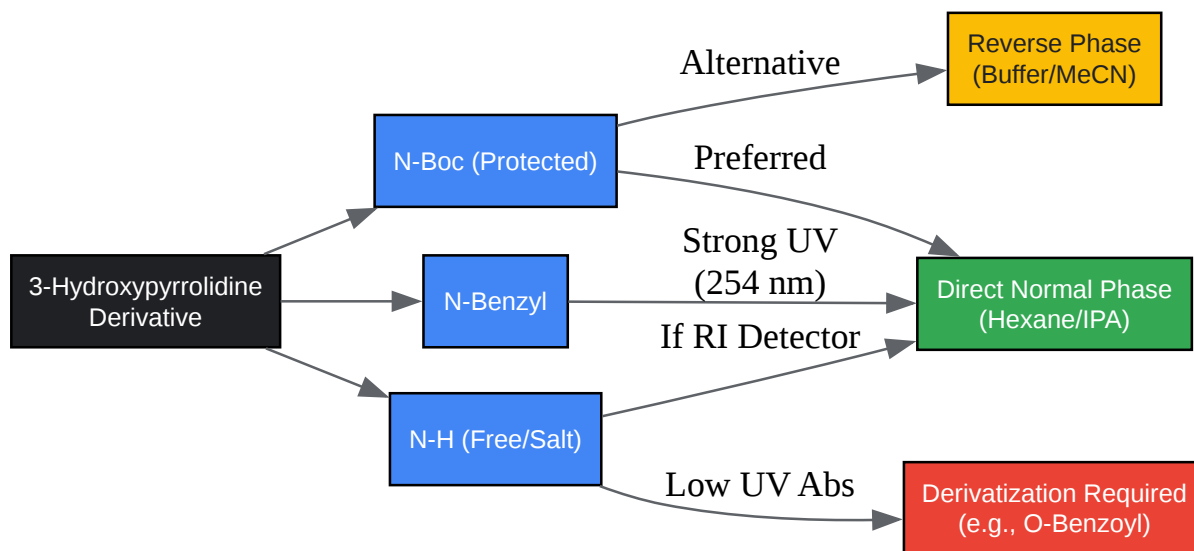 Reverse Phase
(Buffer/MeCN)
Alternative
N-Boc (Protected)
Preferred
3-Hydroxypyrrolidine
Derivative
N-Benzyl
Strong UV
(254 nm)
Direct Normal Phase
(Hexane/IPA)
If RI Detector
N-H (Free/Salt)
Low UV Abs
Derivatization Required
(e.g., O-Benzoyl)